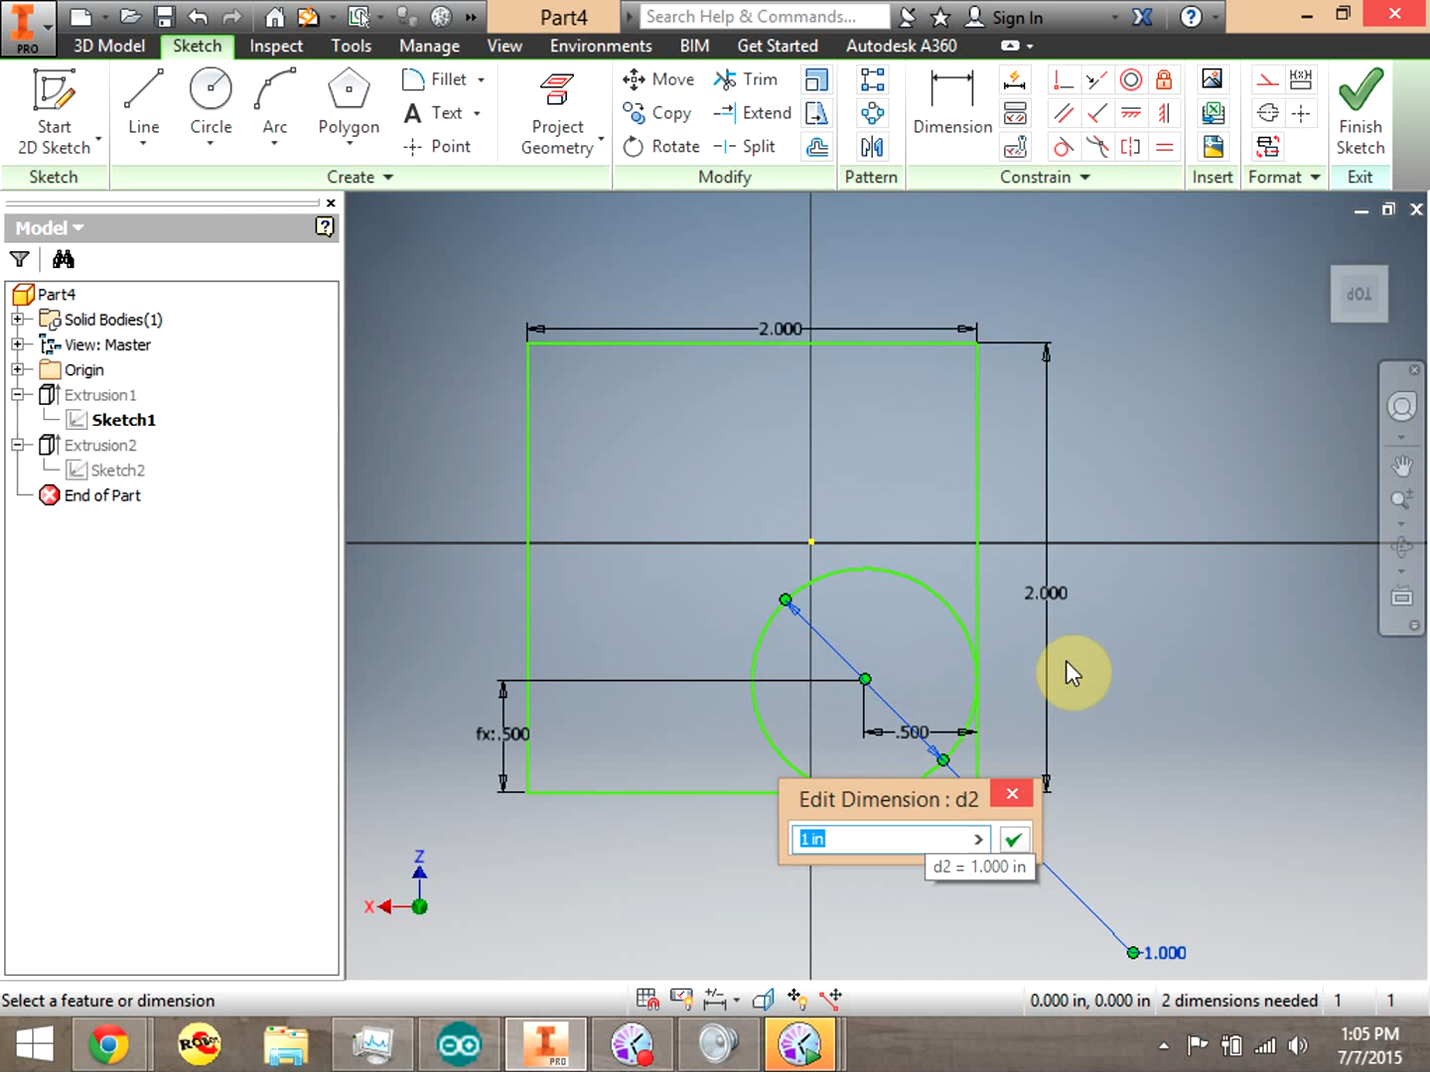 PRO
Part4
Search Help & Commands...
Sign In
3D Model
Sketch
Inspect
Tools
Manage
View
Environments
BIM
Get Started
Autodesk A360
Start
2D Sketch
Line
Circle
Arc
Polygon
Fillet
Text
Point
Project
Geometry
Move
Copy
Rotate
Trim
Extend
Split
Dimension
Finish
Sketch
Sketch
Create
Modify
Pattern
Constrain
Insert
Format
Exit
Model
Part4
Solid Bodies(1)
View: Master
Origin
Extrusion1
Sketch1
Extrusion2
Sketch2
End of Part
TOP
2.000
2.000
fx:.500
.500
Edit Dimension : d2
1 in
d2 = 1.000 in
1.000
Z
X
Select a feature or dimension
0.000 in, 0.000 in
2 dimensions needed
1
1
PRO
1:05 PM
7/7/2015